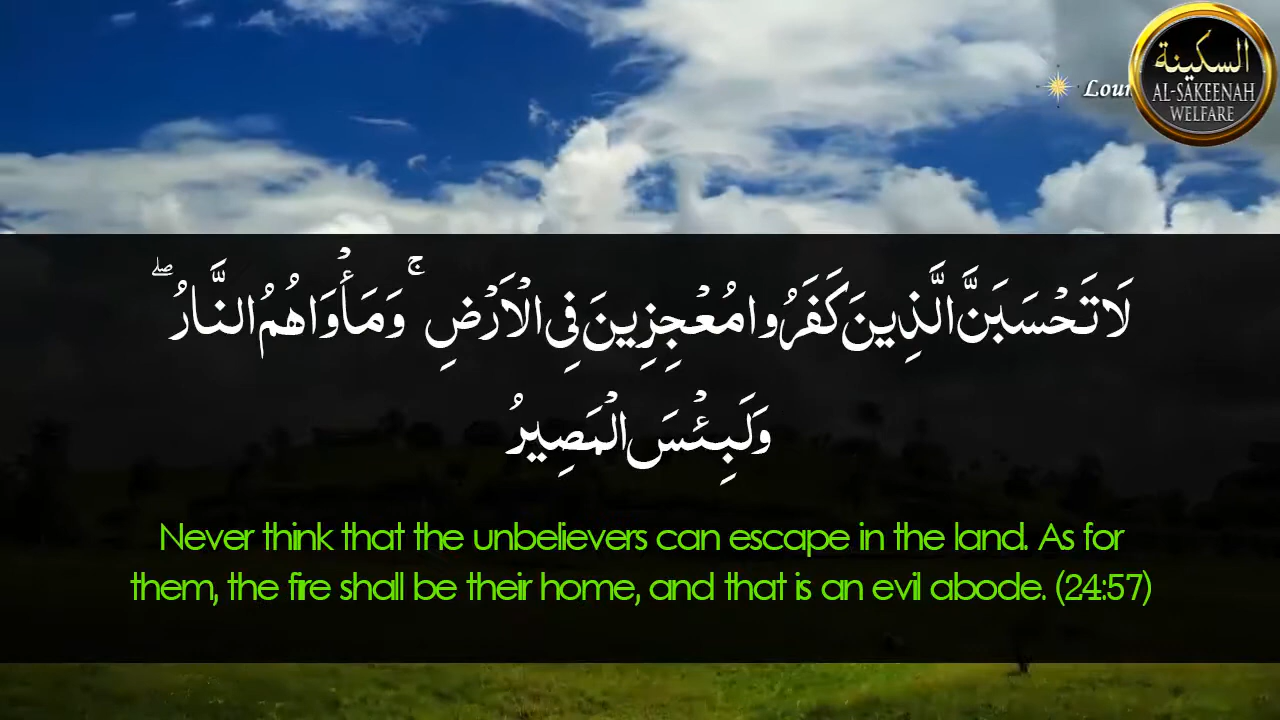 السكينة
AL-SAKEENAH
WELFARE
لَا تَحْسَبَنَّ الَّذِينَ كَفَرُوا مُعْجِزِينَ فِي الْاَرْضِ ۚ وَمَأْوَاهُمُ النَّارُ ۖ
وَلَبِئْسَ الْمَصِيرُ
Never think that the unbelievers can escape in the land. As for
them, the fire shall be their home, and that is an evil abode. (24:57)